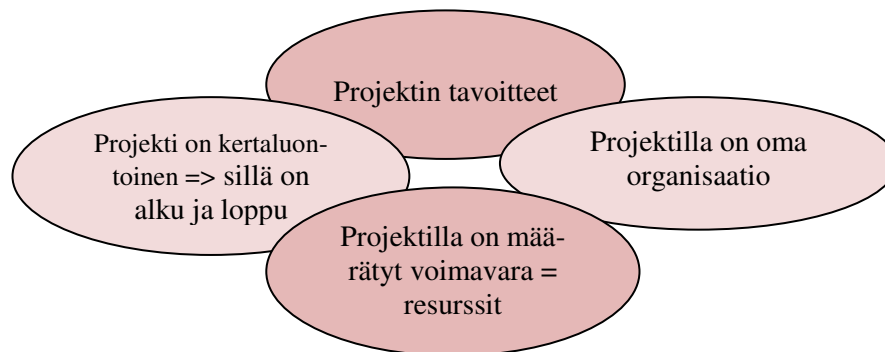 Projektin tavoitteet
Projekti on kertaluon-
toinen => sillä on
alku ja loppu
Projektilla on oma
organisaatio
Projektilla on mää-
rätyt voimavara =
resurssit